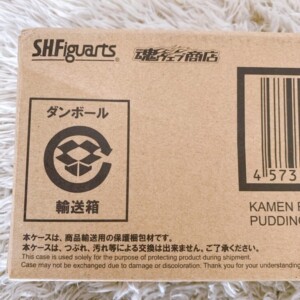 S.H.Figuarts
魂ウェブ商店
ダンボール
輸送箱
4 573
KAMEN
PUDDING
本ケースは、商品輸送用の保護梱包材です。
本ケースは、つぶれ、汚れ等による交換は出来ません。ご了承ください。
This case is used solely for the purpose of protecting product during shipment.
Case may not be exchanged due to damage or discoloration. Thank you for your understanding